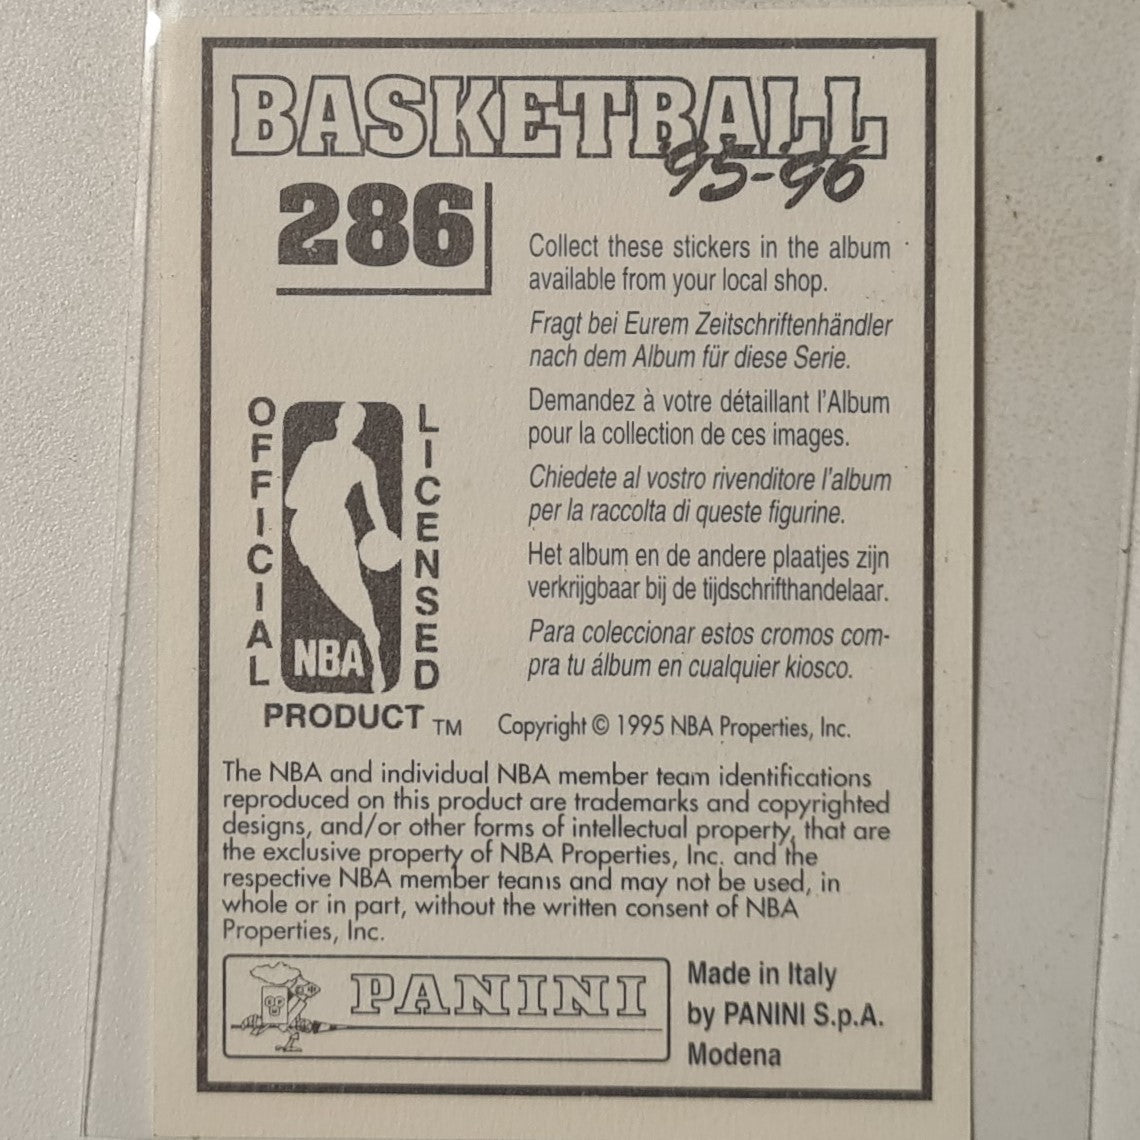 BASKETBALL
95-96
286
Collect these stickers in the album
available from your local shop.
Fragt bei Eurem Zeitschriftenhändler
nach dem Album für diese Serie.
Demandez à votre détaillant l'Album
pour la collection de ces images.
Chiedete al vostro rivenditore l'album
per la raccolta di queste figurine.
Het album en de andere plaatjes zijn
verkrijgbaar bij de tijdschrifthandelaar.
Para coleccionar estos cromos com-
pra tu álbum en cualquier kiosco.
OFFICIAL
LICENSED
NBA
PRODUCT TM
Copyright © 1995 NBA Properties, Inc.
The NBA and individual NBA member team identifications
reproduced on this product are trademarks and copyrighted
designs, and/or other forms of intellectual property, that are
the exclusive property of NBA Properties, Inc. and the
respective NBA member teams and may not be used, in
whole or in part, without the written consent of NBA
Properties, Inc.
PANINI
Made in Italy
by PANINI S.p.A.
Modena